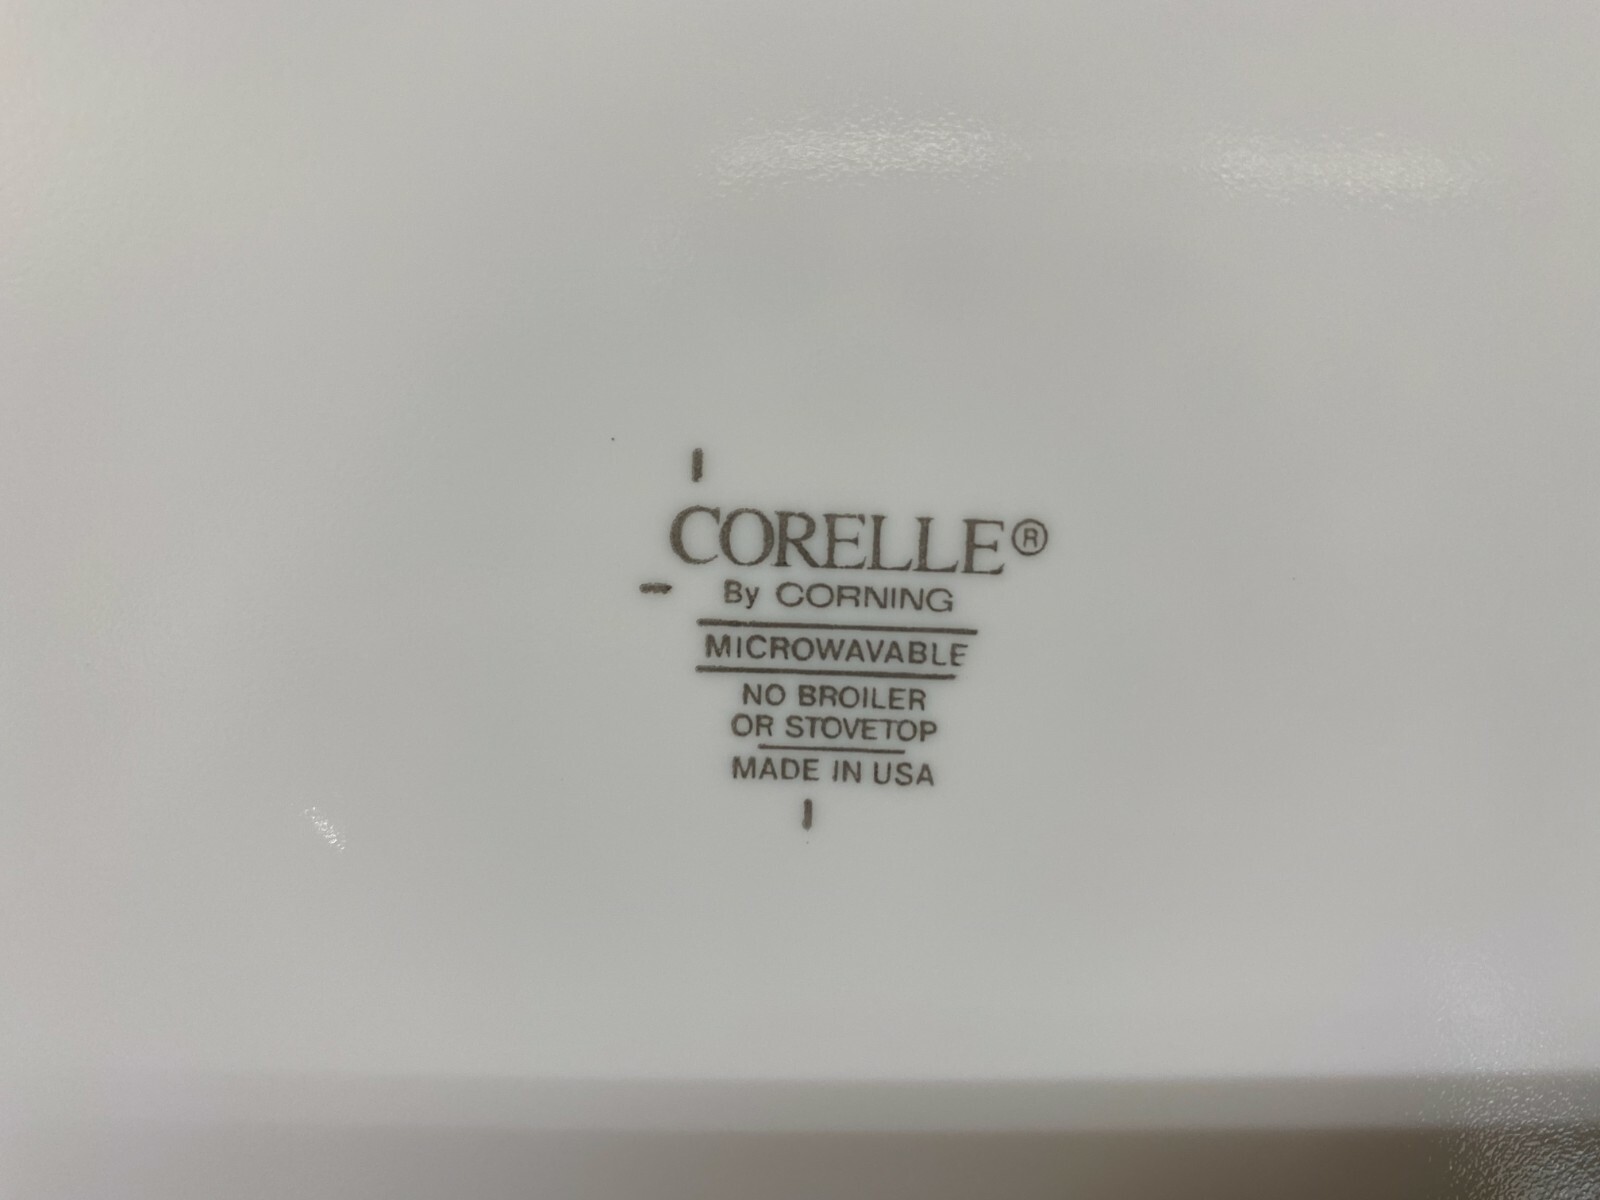 CORELLE®
By CORNING
MICROWAVABLE
NO BROILER
OR STOVETOP
MADE IN USA